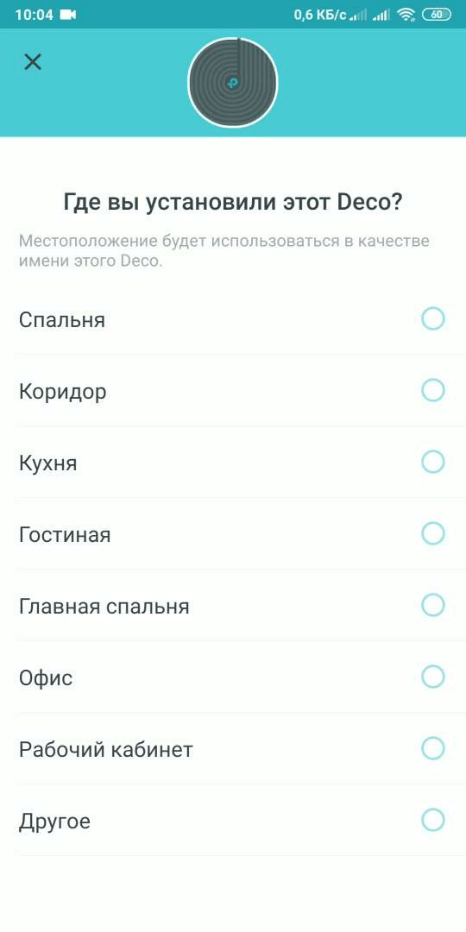 10:04 0,6 КБ/с 60
Где вы установили этот Deco?
Местоположение будет использоваться в качестве
имени этого Deco.
Спальня
Коридор
Кухня
Гостиная
Главная спальня
Офис
Рабочий кабинет
Другое